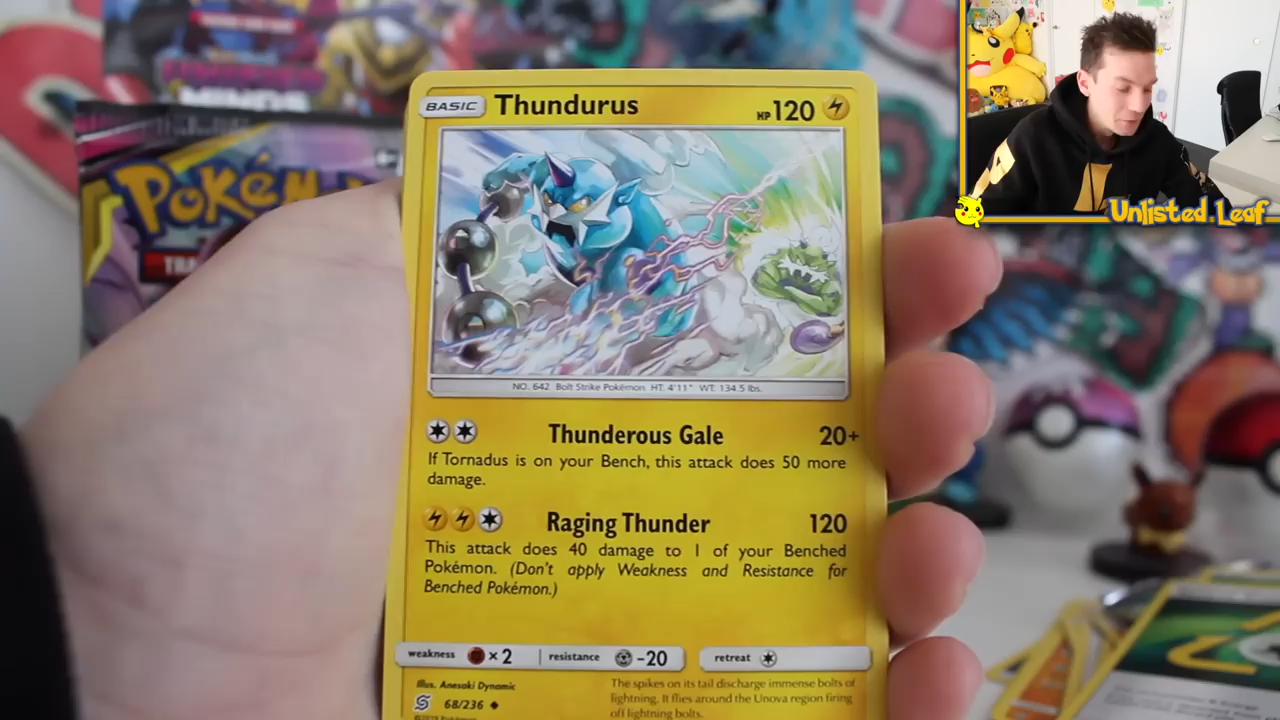 BASIC Thundurus HP 120
NO. 642 Bolt Strike Pokémon HT: 4'11" WT: 134.5 lbs.
Thunderous Gale 20+
If Tornadus is on your Bench, this attack does 50 more
damage.
Raging Thunder 120
This attack does 40 damage to 1 of your Benched
Pokémon. (Don't apply Weakness and Resistance for
Benched Pokémon.)
weakness ×2 resistance -20 retreat
Illus. Anesaki Dynamic
68/236
The spikes on its tail discharge immense bolts of
lightning. It flies around the Unova region firing
off lightning bolts.
MINDS
Pokém
TRA
Unlisted Leaf